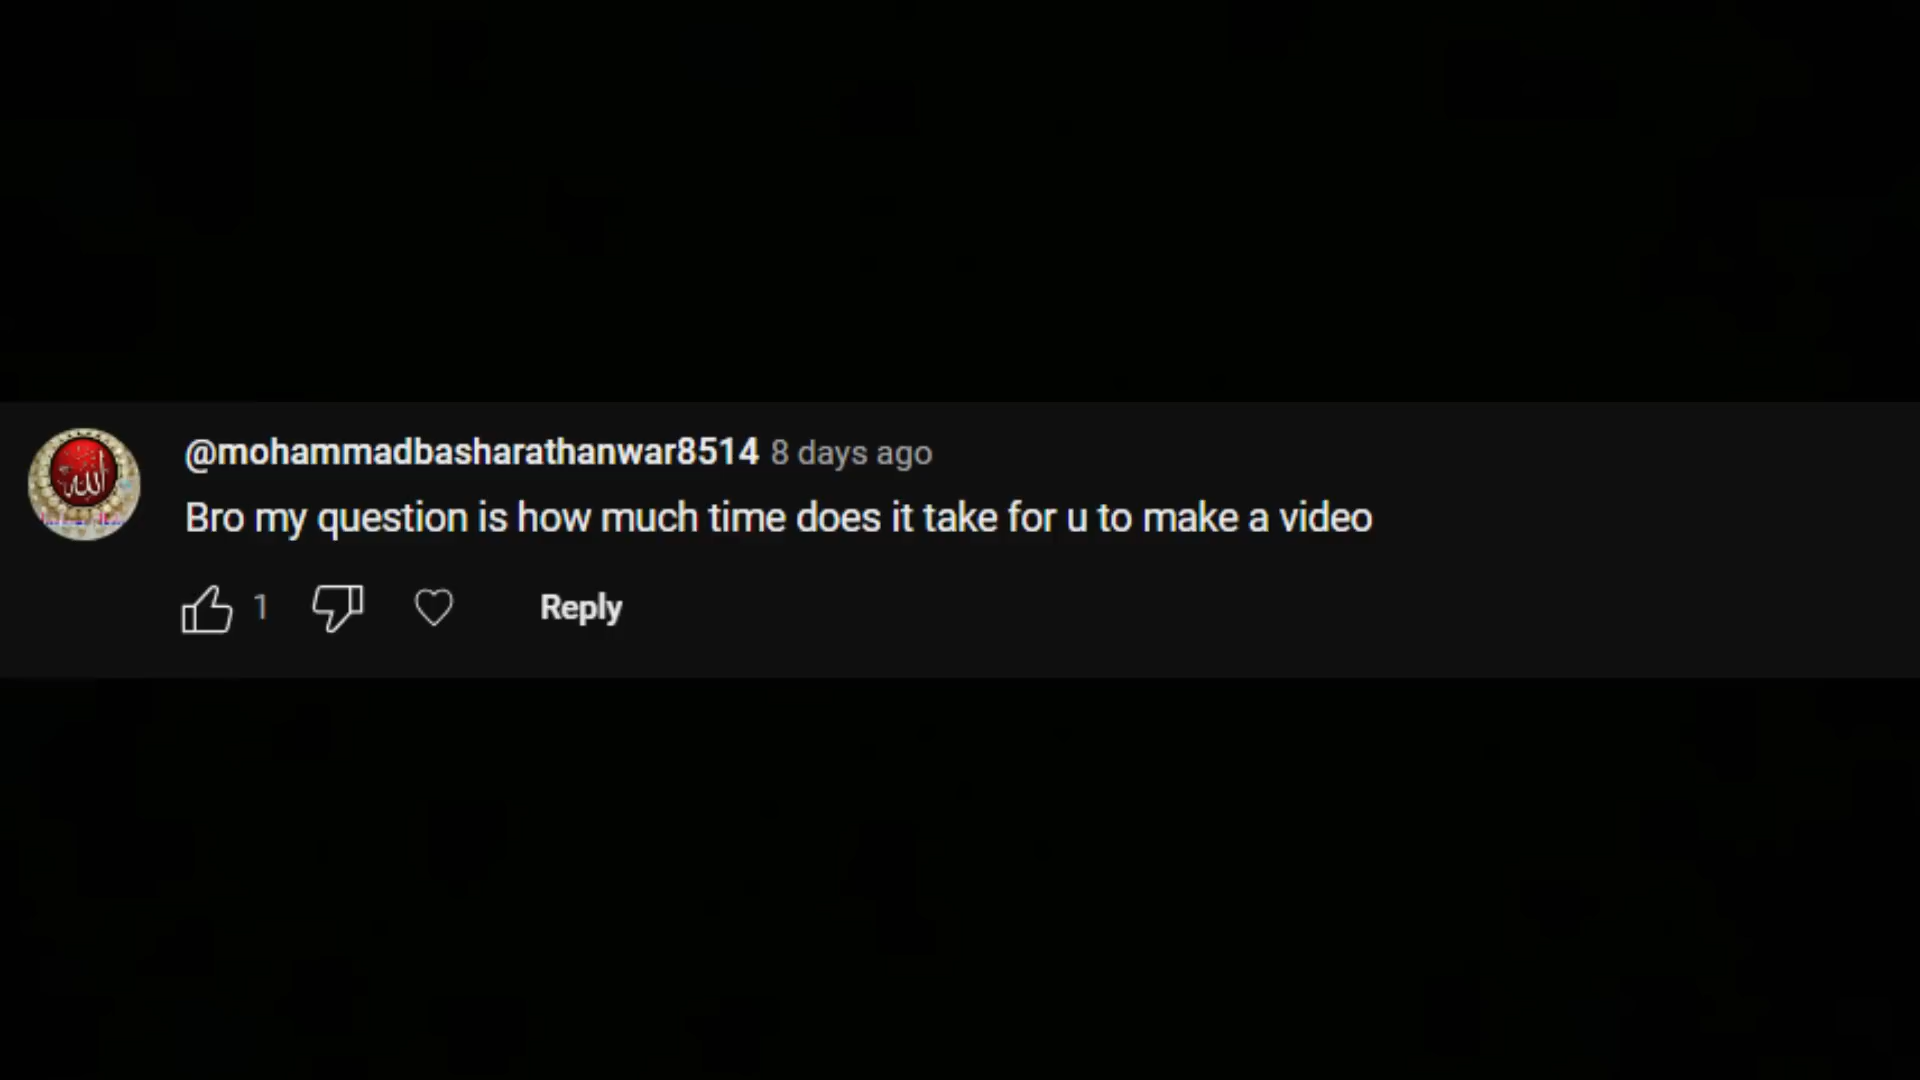 الله
@mohammadbasharathanwar8514 8 days ago
Bro my question is how much time does it take for u to make a video
1
Reply